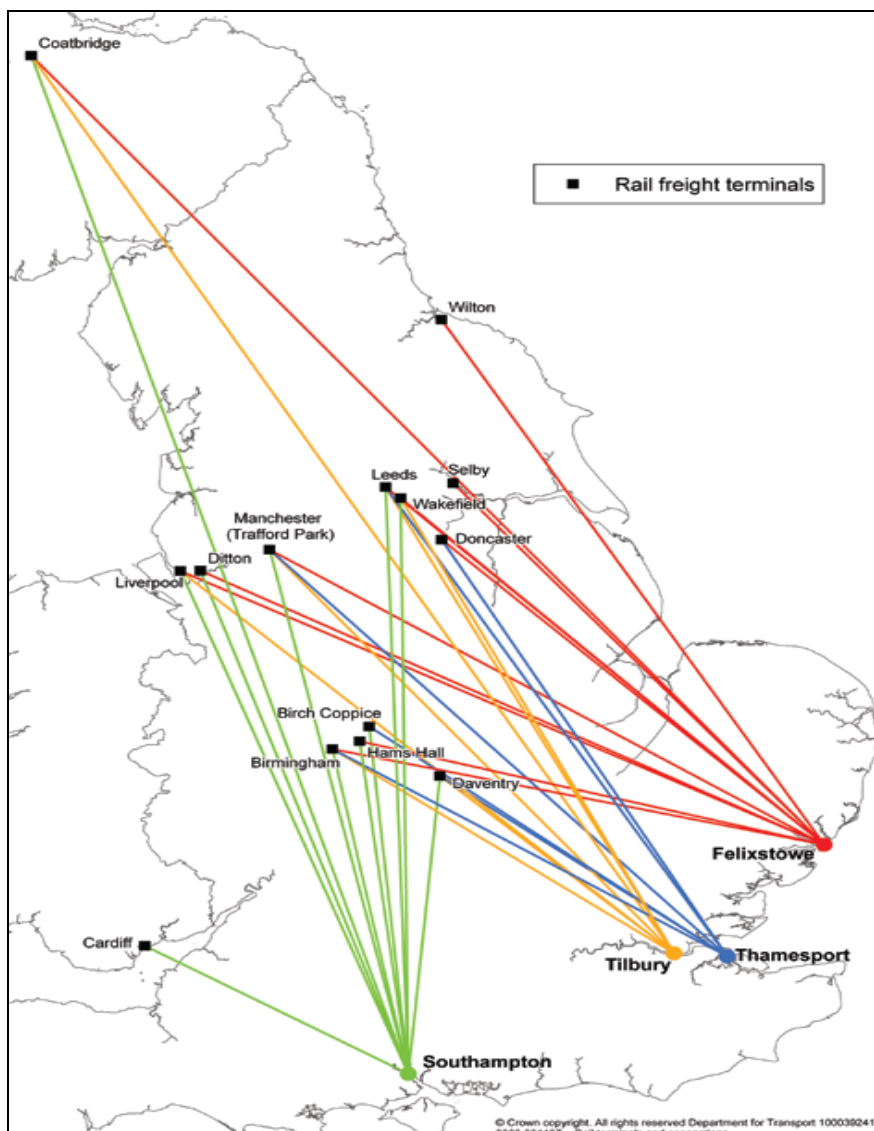 Coatbridge
Rail freight terminals
Wilton
Leeds
Selby
Wakefield
Manchester
(Trafford Park)
Doncaster
Ditton
Liverpool
Birch Coppice
Hams Hall
Birmingham
Daventry
Felixstowe
Cardiff
Tilbury
Thamesport
Southampton
© Crown copyright. All rights reserved Department for Transport 100039241